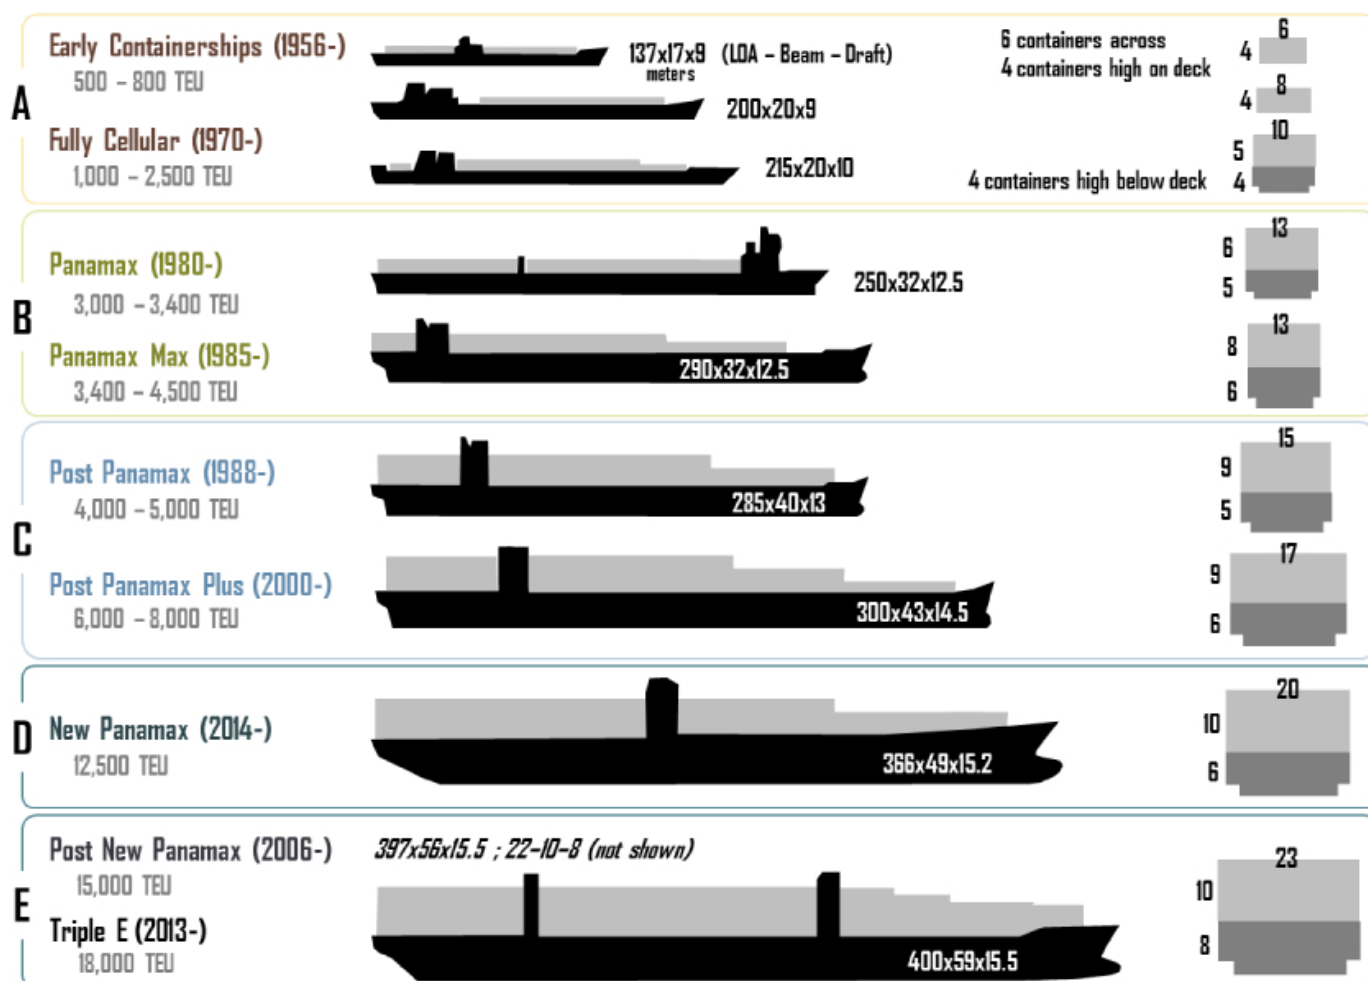 A
Early Containerships (1956-)
500 – 800 TEU
137x17x9 (LOA – Beam – Draft)
meters
6 containers across
4 containers high on deck
6
4
200x20x9
8
4
Fully Cellular (1970-)
1,000 – 2,500 TEU
215x20x10
4 containers high below deck
10
5
4
B
Panamax (1980-)
3,000 – 3,400 TEU
250x32x12.5
13
6
5
Panamax Max (1985-)
3,400 – 4,500 TEU
290x32x12.5
13
8
6
C
Post Panamax (1988-)
4,000 – 5,000 TEU
285x40x13
15
9
5
Post Panamax Plus (2000-)
6,000 – 8,000 TEU
300x43x14.5
17
9
6
D
New Panamax (2014-)
12,500 TEU
366x49x15.2
20
10
6
E
Post New Panamax (2006-)
15,000 TEU
397x56x15.5 ; 22-10-8 (not shown)
Triple E (2013-)
18,000 TEU
400x59x15.5
23
10
8